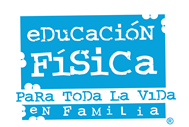 eDucaCIóN
FíSiCa
PaRa ToDa La ViDa
eN FaMiLia®